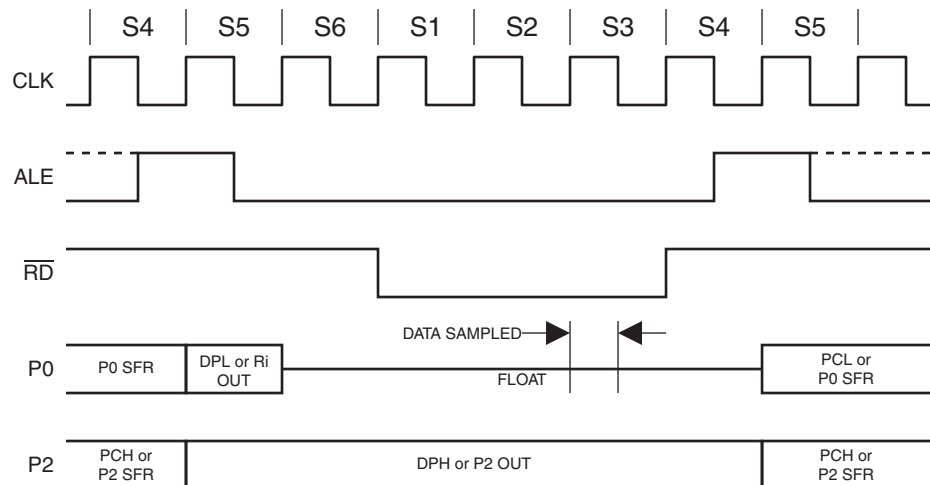 S4 S5 S6 S1 S2 S3 S4 S5
CLK
ALE
RD
DATA SAMPLED
P0 P0 SFR DPL or Ri OUT FLOAT PCL or P0 SFR
P2 PCH or P2 SFR DPH or P2 OUT PCH or P2 SFR